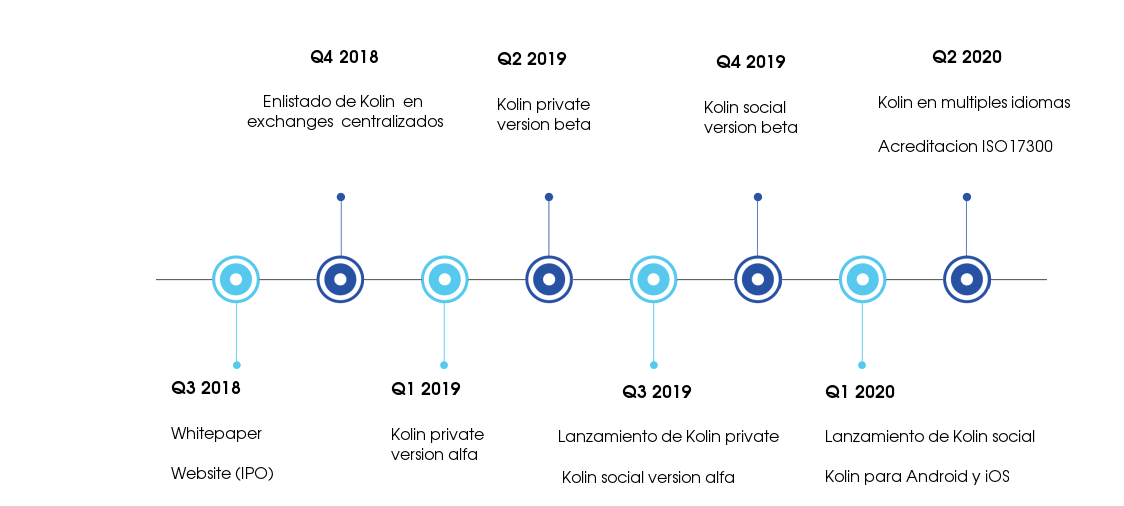 Q4 2018
Enlistado de Kolin en
exchanges centralizados
Q2 2019
Kolin private
version beta
Q4 2019
Kolin social
version beta
Q2 2020
Kolin en multiples idiomas
Acreditacion ISO17300
Q3 2018
Whitepaper
Website (IPO)
Q1 2019
Kolin private
version alfa
Q3 2019
Lanzamiento de Kolin private
Kolin social version alfa
Q1 2020
Lanzamiento de Kolin social
Kolin para Android y iOS